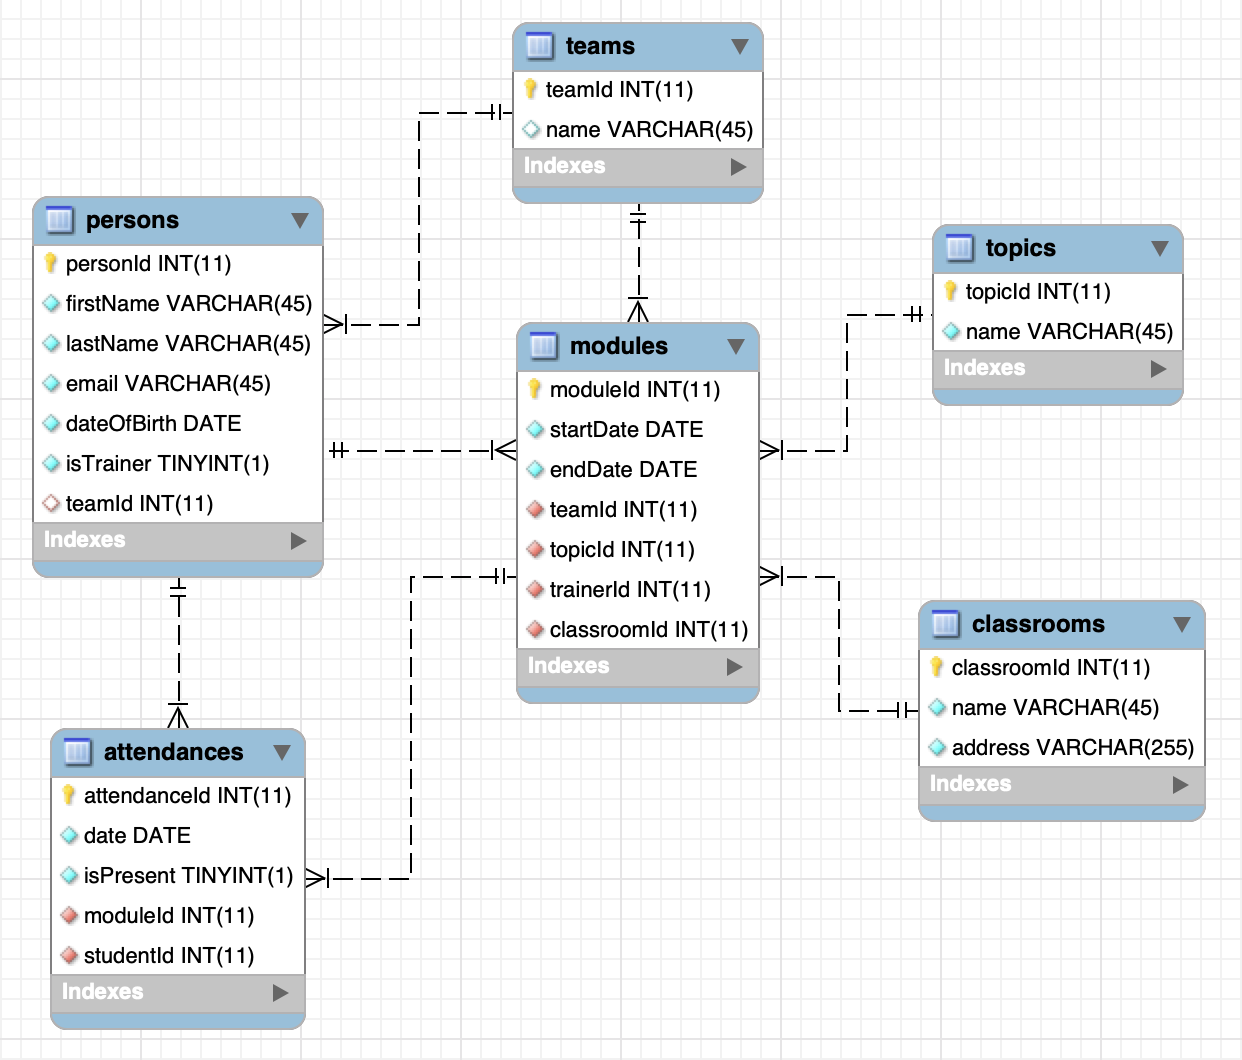 teams
teamId INT(11)
name VARCHAR(45)
Indexes
persons
personId INT(11)
firstName VARCHAR(45)
lastName VARCHAR(45)
email VARCHAR(45)
dateOfBirth DATE
isTrainer TINYINT(1)
teamId INT(11)
Indexes
topics
topicId INT(11)
name VARCHAR(45)
Indexes
modules
moduleId INT(11)
startDate DATE
endDate DATE
teamId INT(11)
topicId INT(11)
trainerId INT(11)
classroomId INT(11)
Indexes
classrooms
classroomId INT(11)
name VARCHAR(45)
address VARCHAR(255)
Indexes
attendances
attendanceId INT(11)
date DATE
isPresent TINYINT(1)
moduleId INT(11)
studentId INT(11)
Indexes